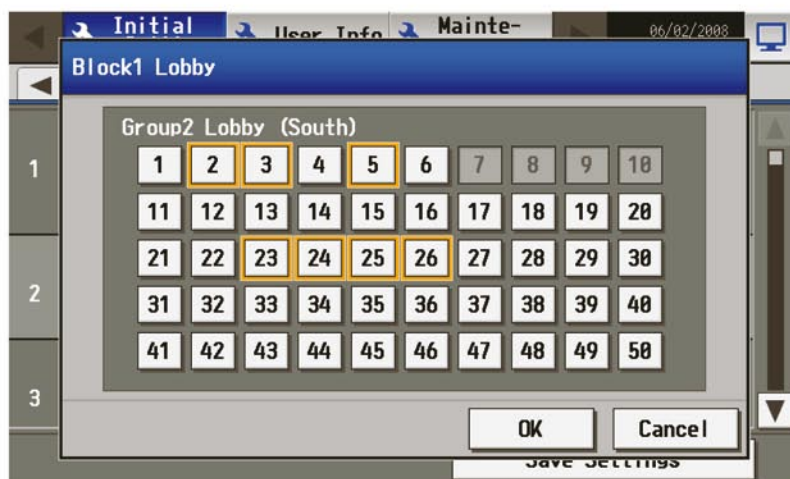 Initial User Info Mainte- 06/02/2008
Block1 Lobby
Group2 Lobby (South)
1 2 3 4 5 6 7 8 9 10
1
11 12 13 14 15 16 17 18 19 20
21 22 23 24 25 26 27 28 29 30
2
31 32 33 34 35 36 37 38 39 40
41 42 43 44 45 46 47 48 49 50
3
OK Cancel
Save Settings